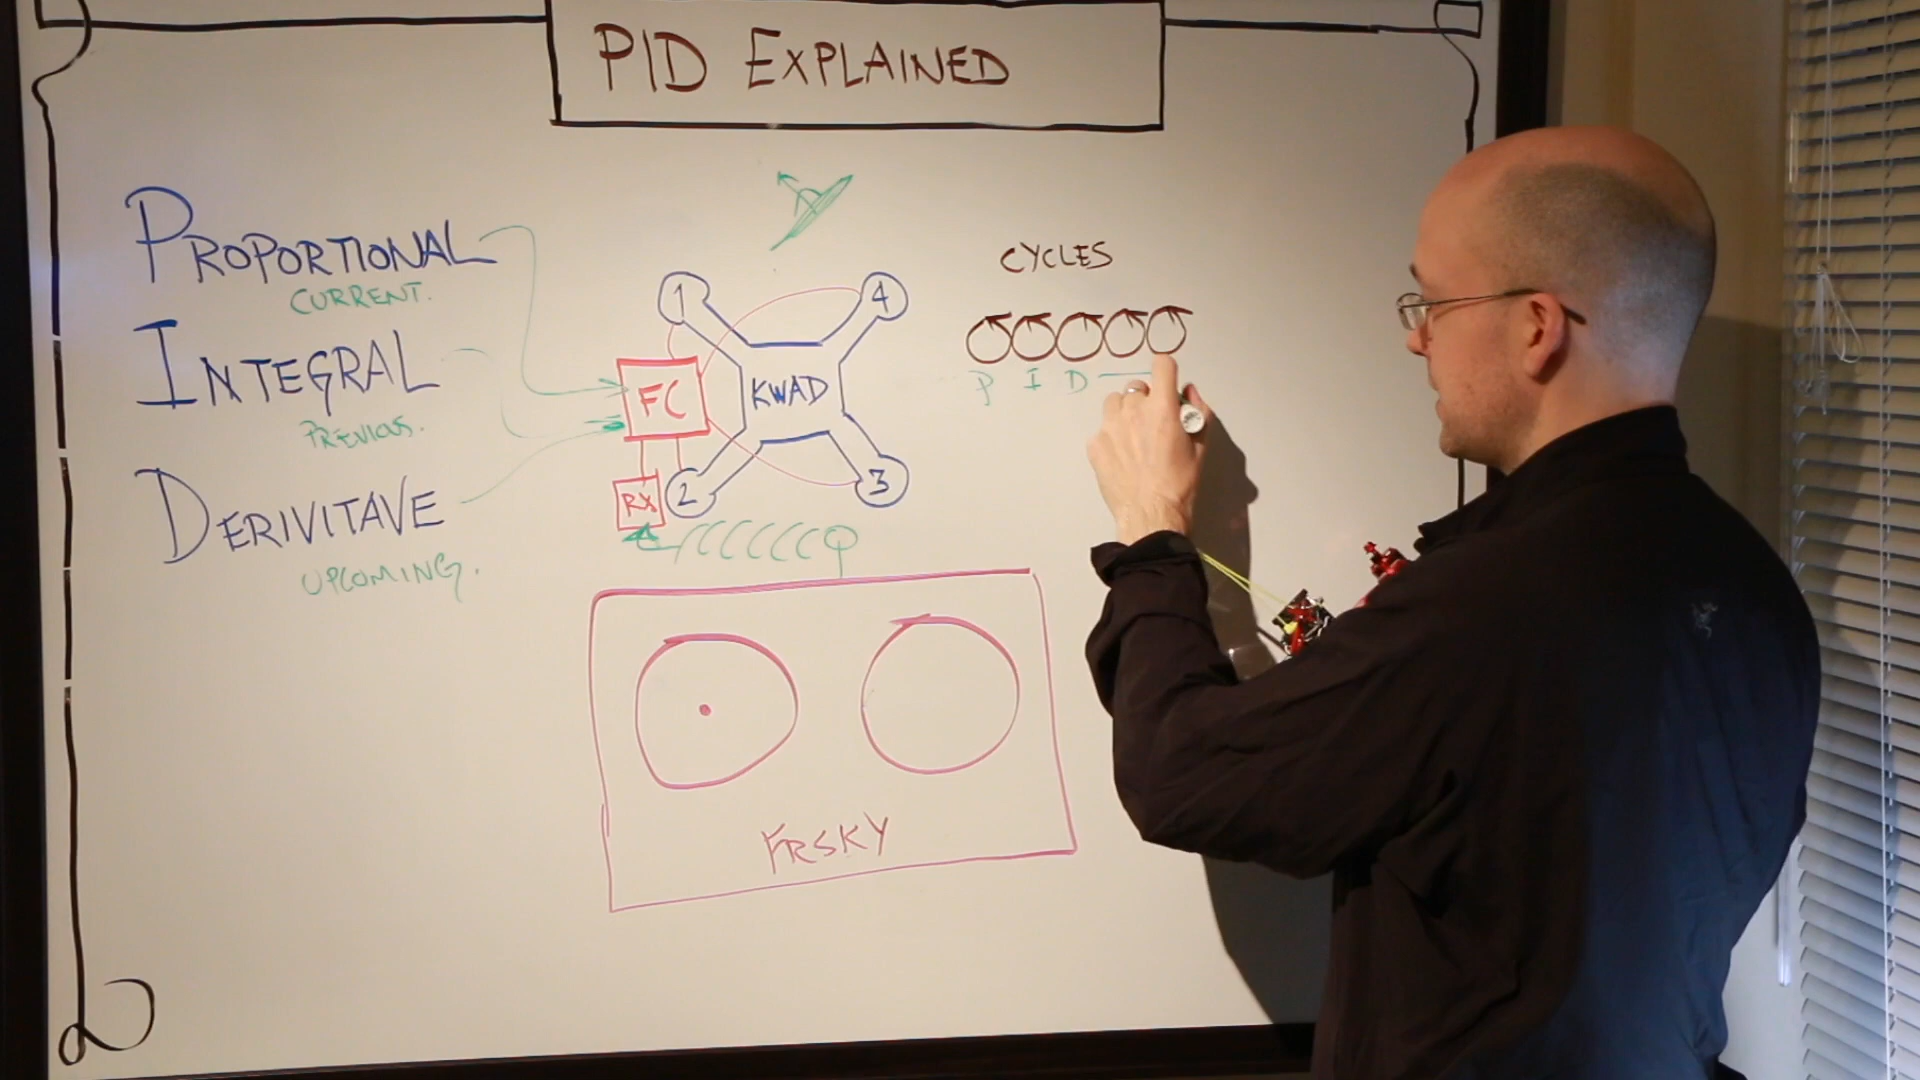 PID EXPLAINED
PROPORTIONAL
CURRENT.
INTEGRAL
PREVIOUS.
DERIVITAVE
UPCOMING.
1
4
FC
KWAD
RX
2
3
CYCLES
P I D
FRSKY